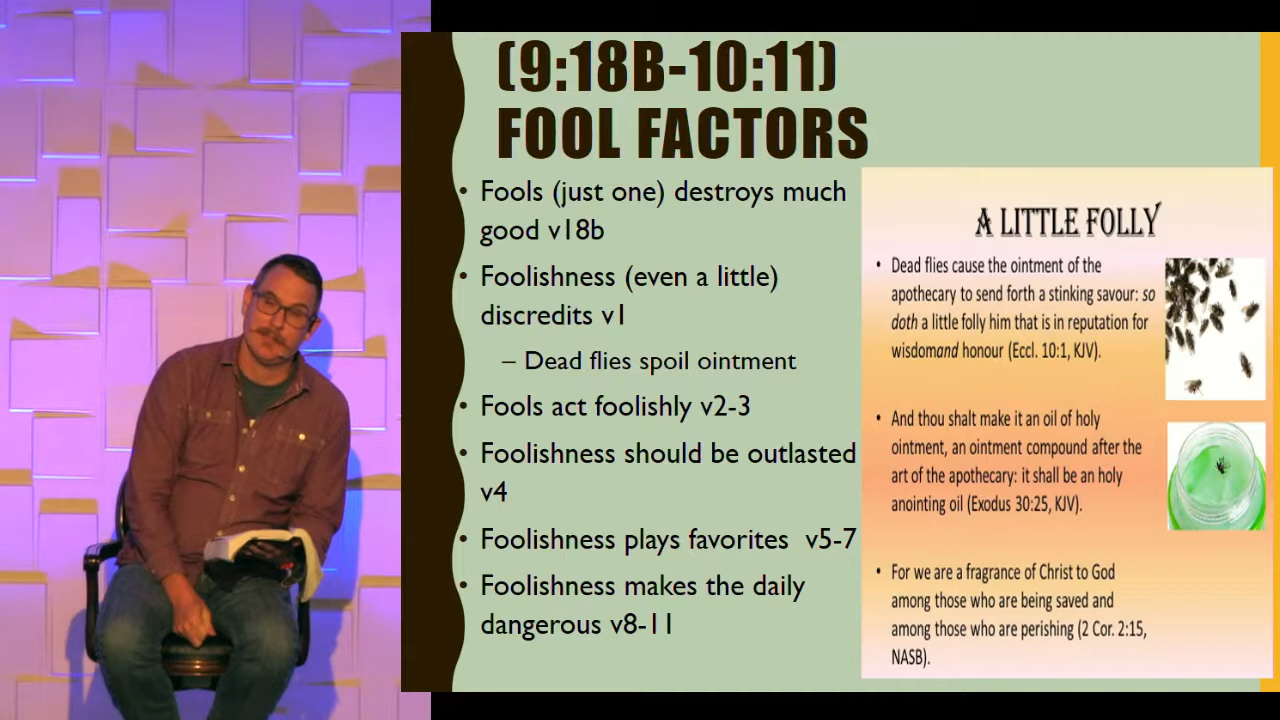 (9:18B-10:11)
FOOL FACTORS
• Fools (just one) destroys much
good v18b
• Foolishness (even a little)
discredits v1
– Dead flies spoil ointment
• Fools act foolishly v2-3
• Foolishness should be outlasted
v4
• Foolishness plays favorites v5-7
• Foolishness makes the daily
dangerous v8-11
A LITTLE FOLLY
• Dead flies cause the ointment of the
apothecary to send forth a stinking savour: so
doth a little folly him that is in reputation for
wisdomand honour (Eccl. 10:1, KJV).
• And thou shalt make it an oil of holy
ointment, an ointment compound after the
art of the apothecary: it shall be an holy
anointing oil (Exodus 30:25, KJV).
• For we are a fragrance of Christ to God
among those who are being saved and
among those who are perishing (2 Cor. 2:15,
NASB).